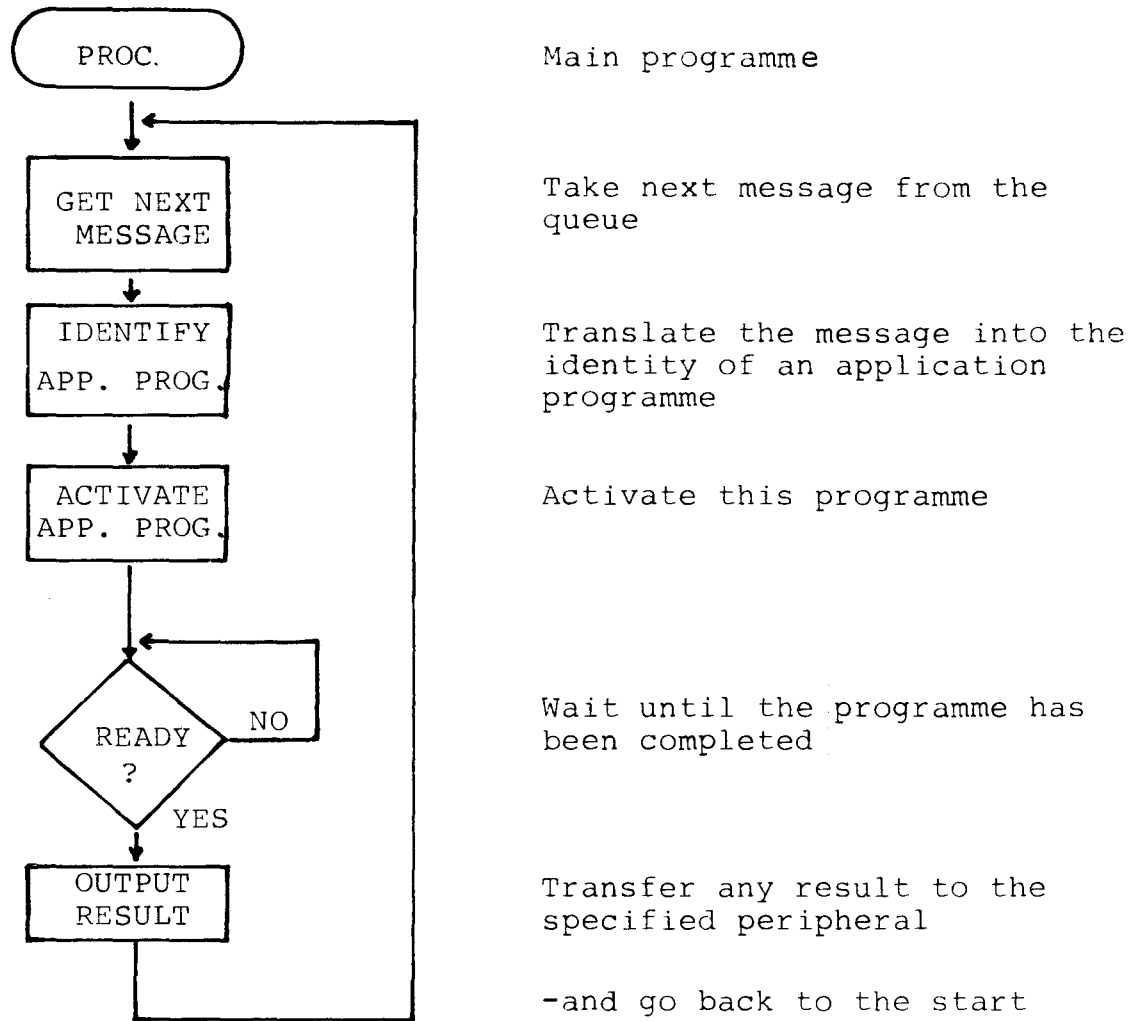 PROC.
Main programme
GET NEXT
MESSAGE
Take next message from the
queue
IDENTIFY
APP. PROG.
Translate the message into the
identity of an application
programme
ACTIVATE
APP. PROG.
Activate this programme
READY
?
NO
YES
Wait until the programme has
been completed
OUTPUT
RESULT
Transfer any result to the
specified peripheral
-and go back to the start